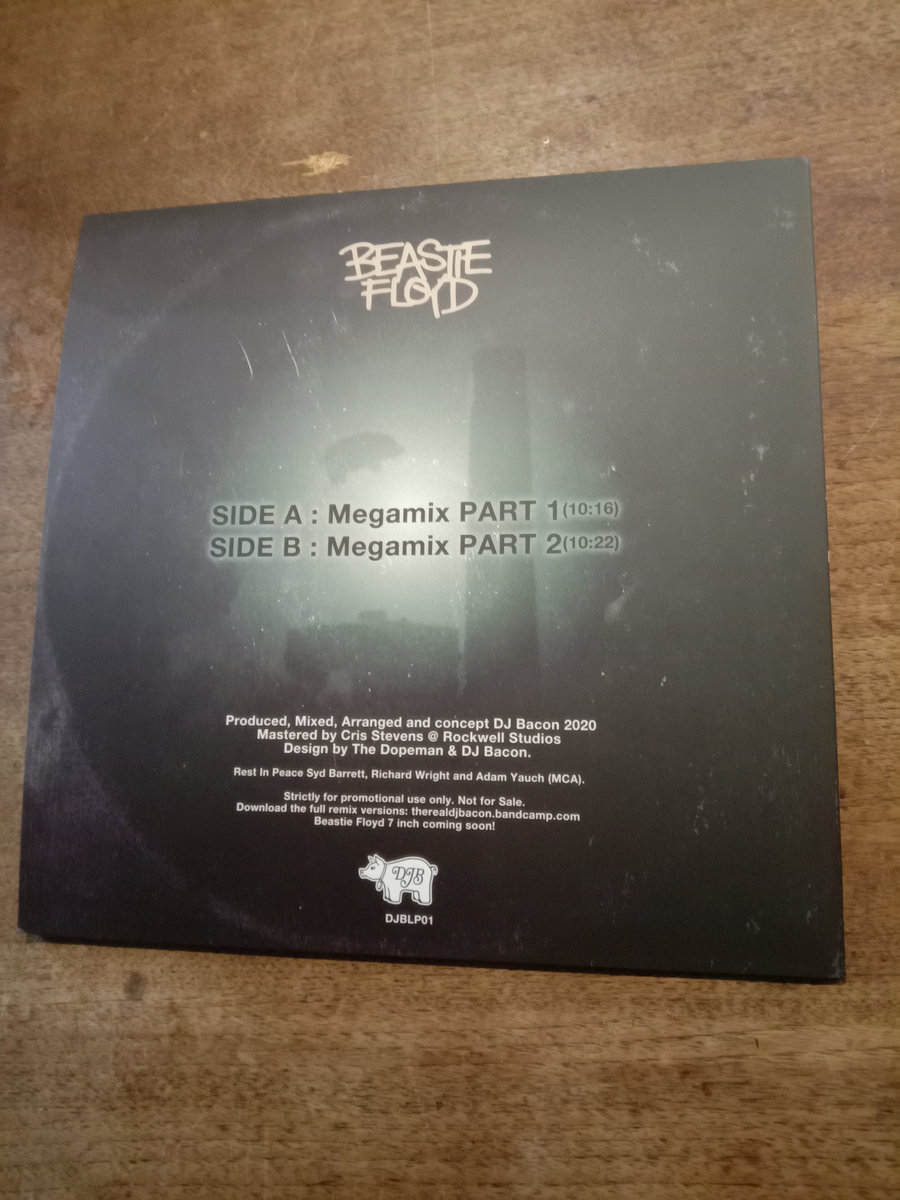 BEASTIE
FLOYD
SIDE A : Megamix PART 1(10:16)
SIDE B : Megamix PART 2(10:22)
Produced, Mixed, Arranged and concept DJ Bacon 2020
Mastered by Cris Stevens @ Rockwell Studios
Design by The Dopeman & DJ Bacon.
Rest In Peace Syd Barrett, Richard Wright and Adam Yauch (MCA).
Strictly for promotional use only. Not for Sale.
Download the full remix versions: therealdjbacon.bandcamp.com
Beastie Floyd 7 inch coming soon!
DJB
DJBLP01